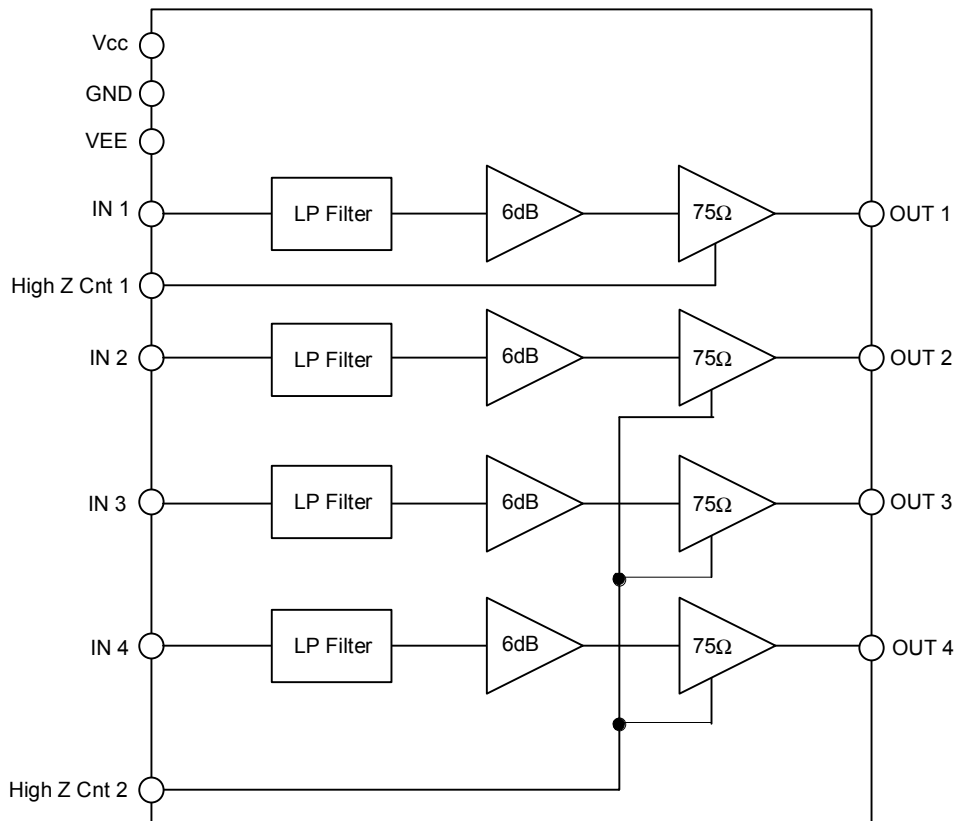 Vcc
GND
VEE
IN 1
LP Filter
6dB
75Ω
OUT 1
High Z Cnt 1
IN 2
LP Filter
6dB
75Ω
OUT 2
IN 3
LP Filter
6dB
75Ω
OUT 3
IN 4
LP Filter
6dB
75Ω
OUT 4
High Z Cnt 2